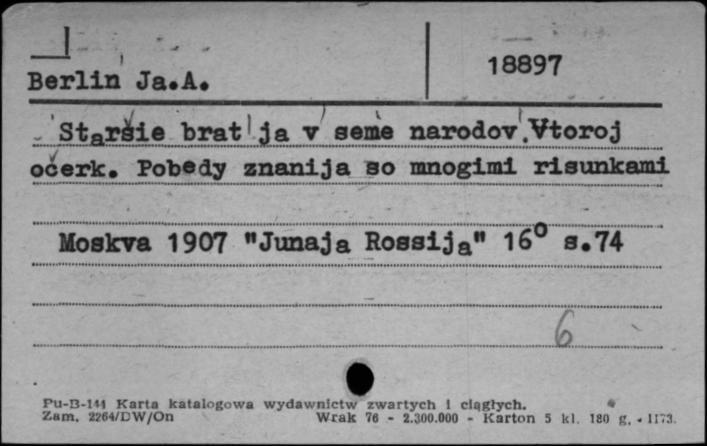 18897
Berlin Ja.A.
Staršie brat'ja v seme narodov.Vtoroj
očerk. Pobedy znanija so mnogimi risunkami
Moskva 1907 "Junaja Rossija" 16⁰ s.74
6
Pu-B-144 Karta katalogowa wydawnictw zwartych i ciągłych.
Zam. 2264/DW/On Wrak 76 - 2.300.000 - Karton 5 kl. 180 g. - II73.